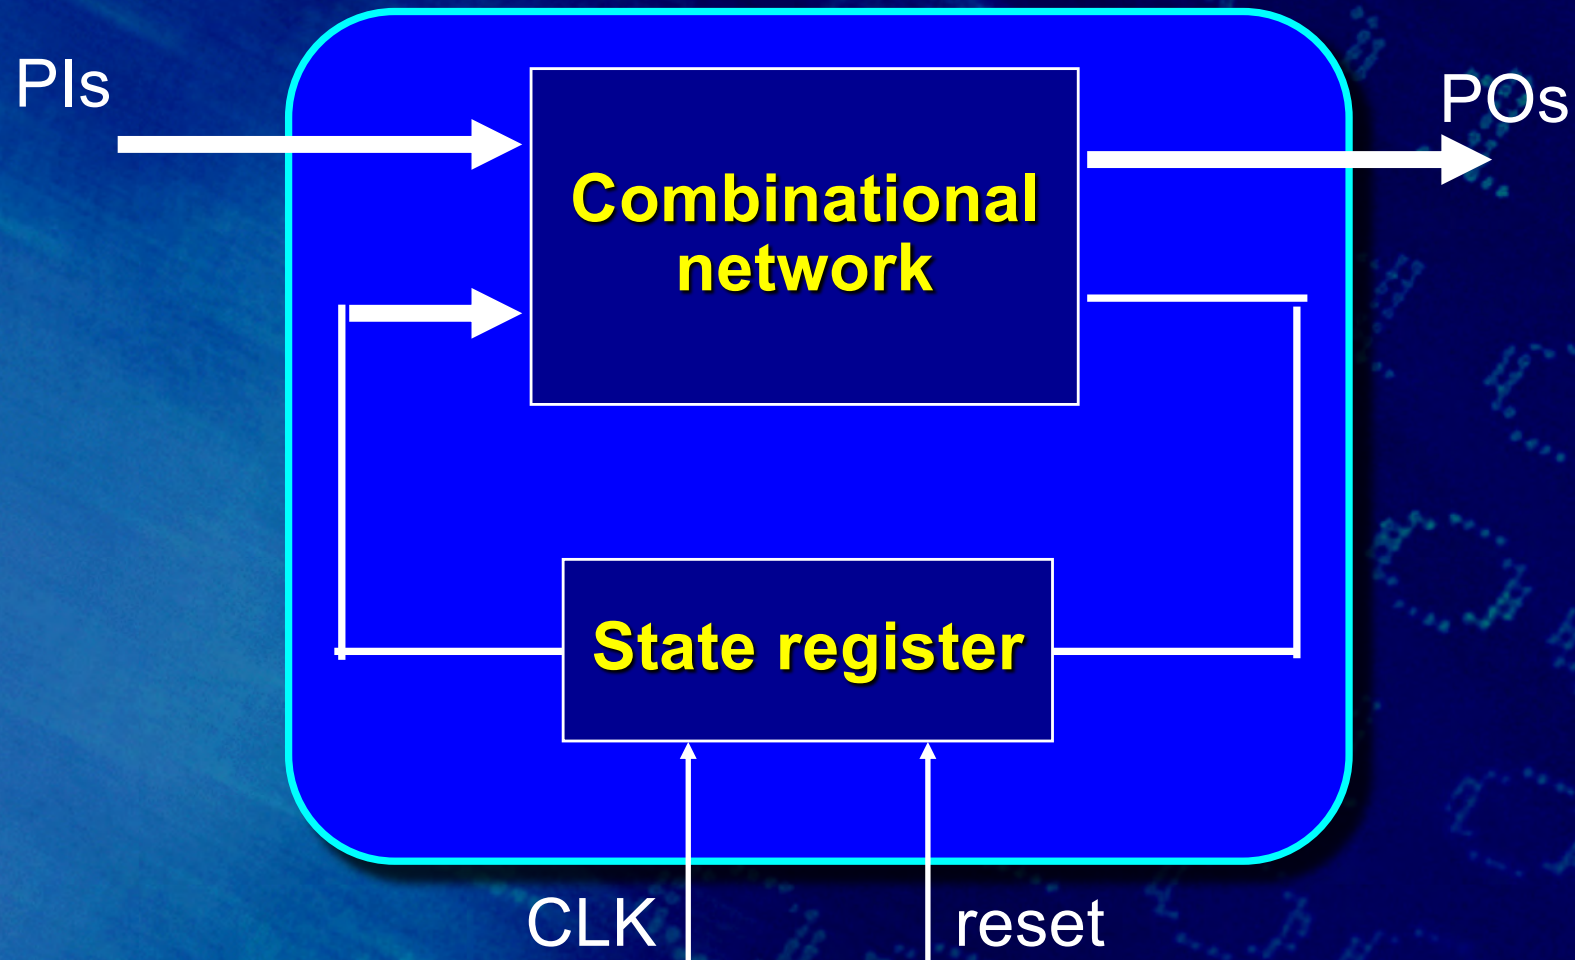 PIs
POs
Combinational
network
State register
CLK
reset